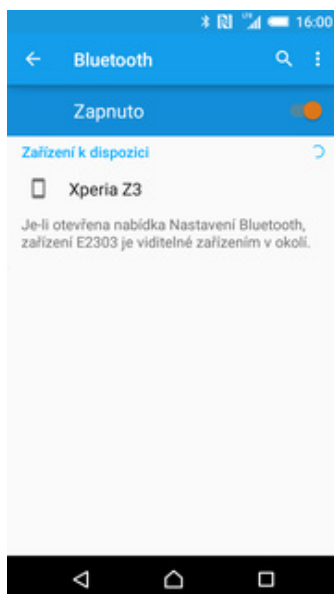 16:00
Bluetooth
Zapnuto
Zařízení k dispozici
Xperia Z3
Je-li otevřena nabídka Nastavení Bluetooth,
zařízení E2303 je viditelné zařízením v okolí.